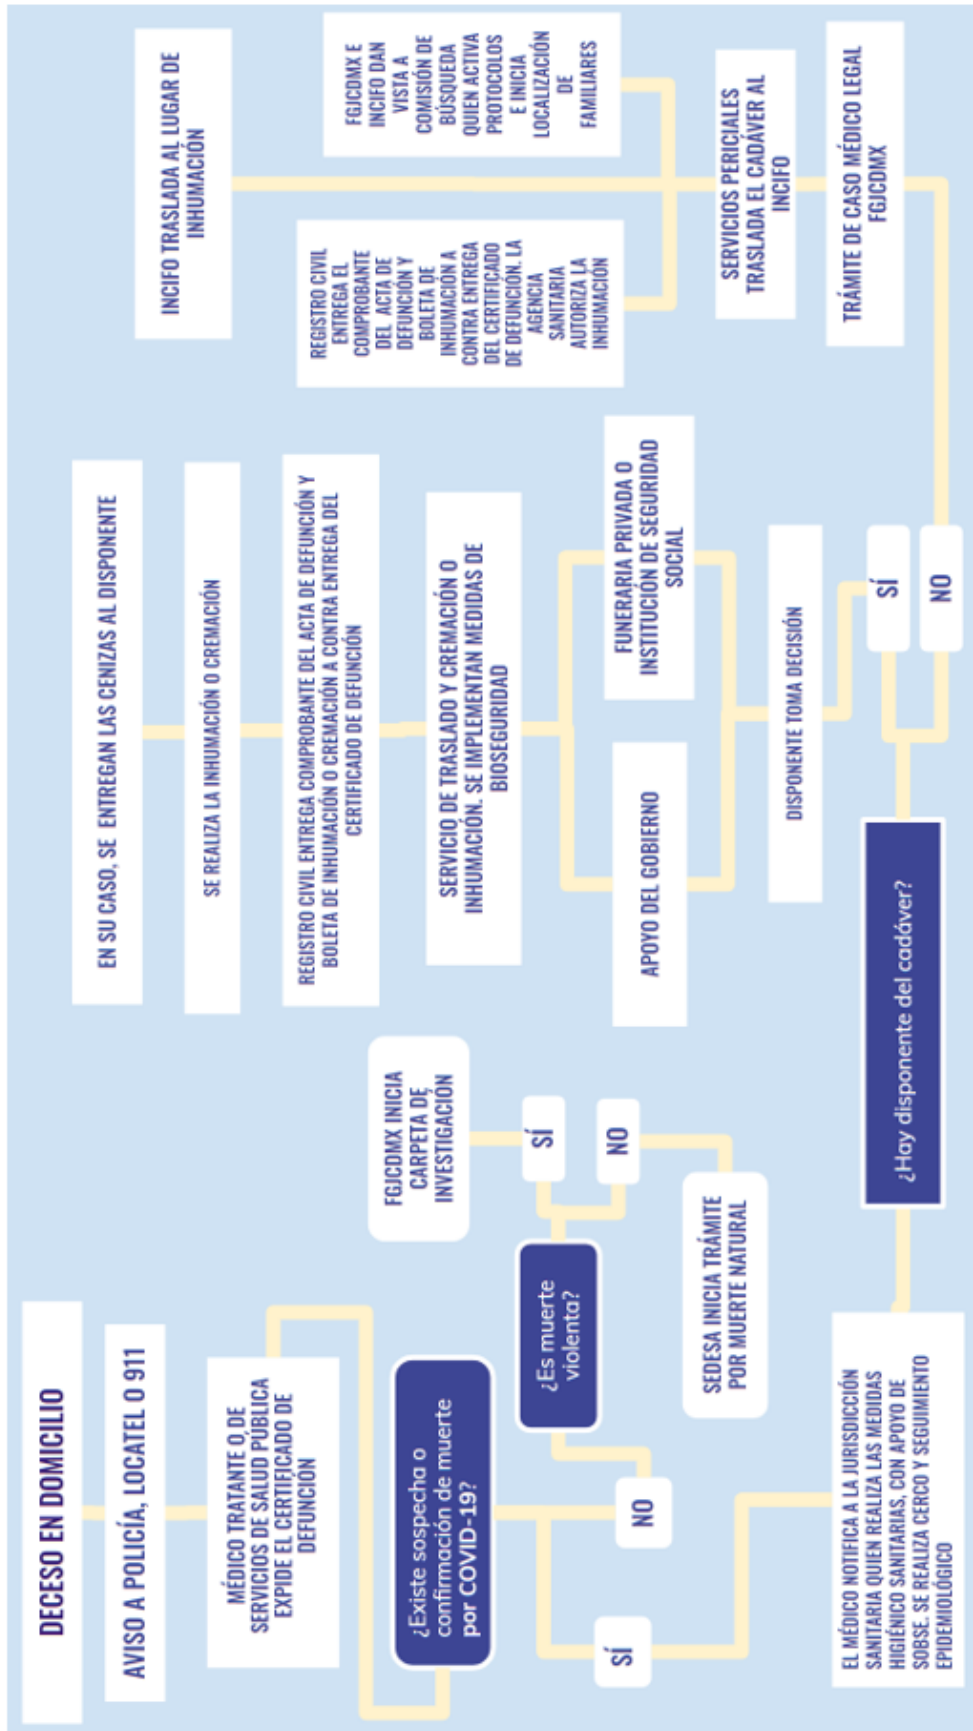 DECESO EN DOMICILIO
AVISO A POLICÍA, LOCATEL O 911
MÉDICO TRATANTE O DE
SERVICIOS DE SALUD PÚBLICA
EXPIDE EL CERTIFICADO DE
DEFUNCIÓN
¿Existe sospecha o
confirmación de muerte
por COVID-19?
SÍ
NO
¿Es muerte
violenta?
SÍ
NO
FGJCDMX INICIA
CARPETA DE
INVESTIGACIÓN
SEDESA INICIA TRÁMITE
POR MUERTE NATURAL
EL MÉDICO NOTIFICA A LA JURISDICCIÓN
SANITARIA QUIEN REALIZA LAS MEDIDAS
HIGIÉNICO SANITARIAS, CON APOYO DE
SOBSE. SE REALIZA CERCO Y SEGUIMIENTO
EPIDEMIOLÓGICO
¿Hay disponente del cadáver?
SÍ
NO
DISPONENTE TOMA DECISIÓN
APOYO DEL GOBIERNO
FUNERARIA PRIVADA O
INSTITUCIÓN DE SEGURIDAD
SOCIAL
SERVICIO DE TRASLADO Y CREMACIÓN O
INHUMACIÓN. SE IMPLEMENTAN MEDIDAS DE
BIOSEGURIDAD
REGISTRO CIVIL ENTREGA COMPROBANTE DEL ACTA DE DEFUNCIÓN Y
BOLETA DE INHUMACIÓN O CREMACIÓN A CONTRA ENTREGA DEL
CERTIFICADO DE DEFUNCIÓN
SE REALIZA LA INHUMACIÓN O CREMACIÓN
EN SU CASO, SE ENTREGAN LAS CENIZAS AL DISPONENTE
TRÁMITE DE CASO MÉDICO LEGAL
FGJCDMX
SERVICIOS PERICIALES
TRASLADA EL CADÁVER AL
INCIFO
REGISTRO CIVIL
ENTREGA EL
COMPROBANTE
DEL ACTA DE
DEFUNCIÓN Y
BOLETA DE
INHUMACIÓN A
CONTRA ENTREGA
DEL CERTIFICADO
DE DEFUNCIÓN. LA
AGENCIA
SANITARIA
AUTORIZA LA
INHUMACIÓN
FGJCDMX E
INCIFO DAN
VISTA A
COMISIÓN DE
BÚSQUEDA
QUIEN ACTIVA
PROTOCOLOS
E INICIA
LOCALIZACIÓN
DE
FAMILIARES
INCIFO TRASLADA AL LUGAR DE
INHUMACIÓN